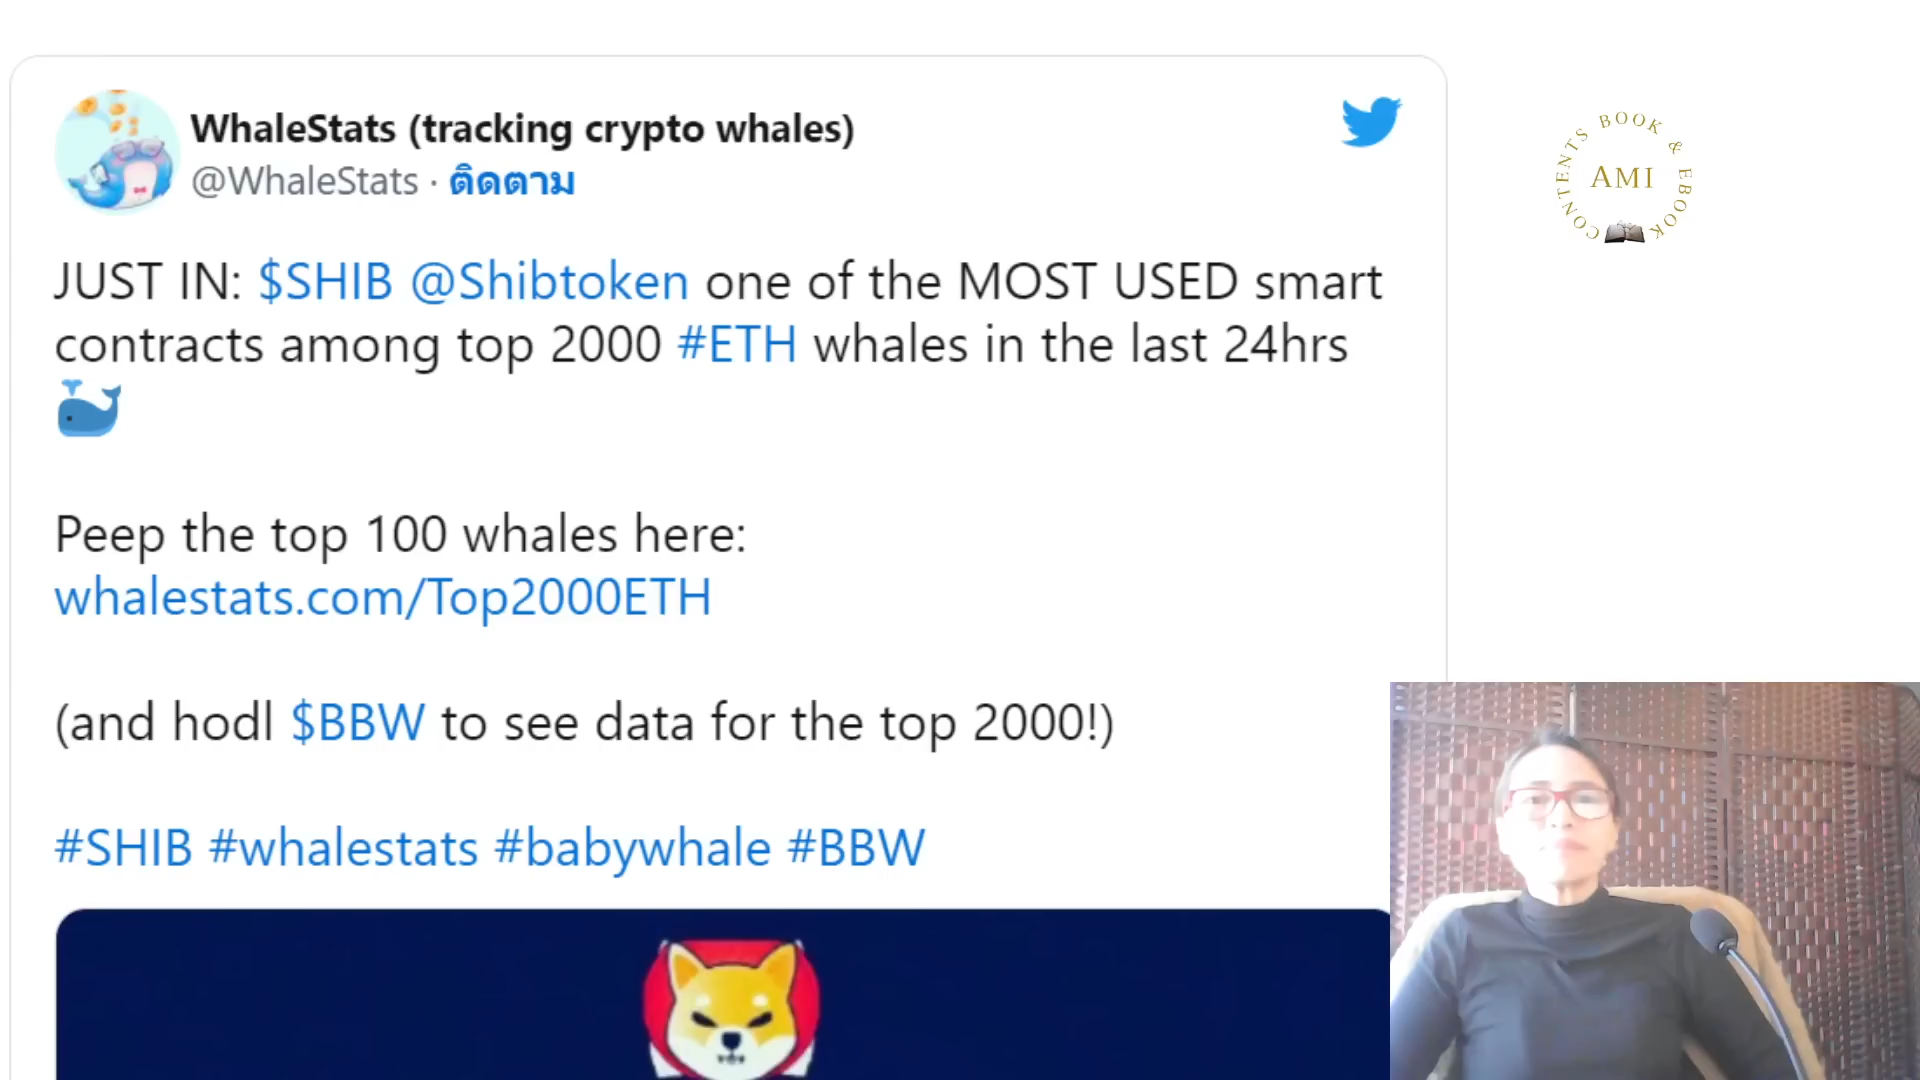 WhaleStats (tracking crypto whales)
@WhaleStats · ติดตาม
JUST IN: $SHIB @Shibtoken one of the MOST USED smart
contracts among top 2000 #ETH whales in the last 24hrs
Peep the top 100 whales here:
whalestats.com/Top2000ETH
(and hodl $BBW to see data for the top 2000!)
#SHIB #whalestats #babywhale #BBW
CONTENTS BOOK & EBOOK
AMI